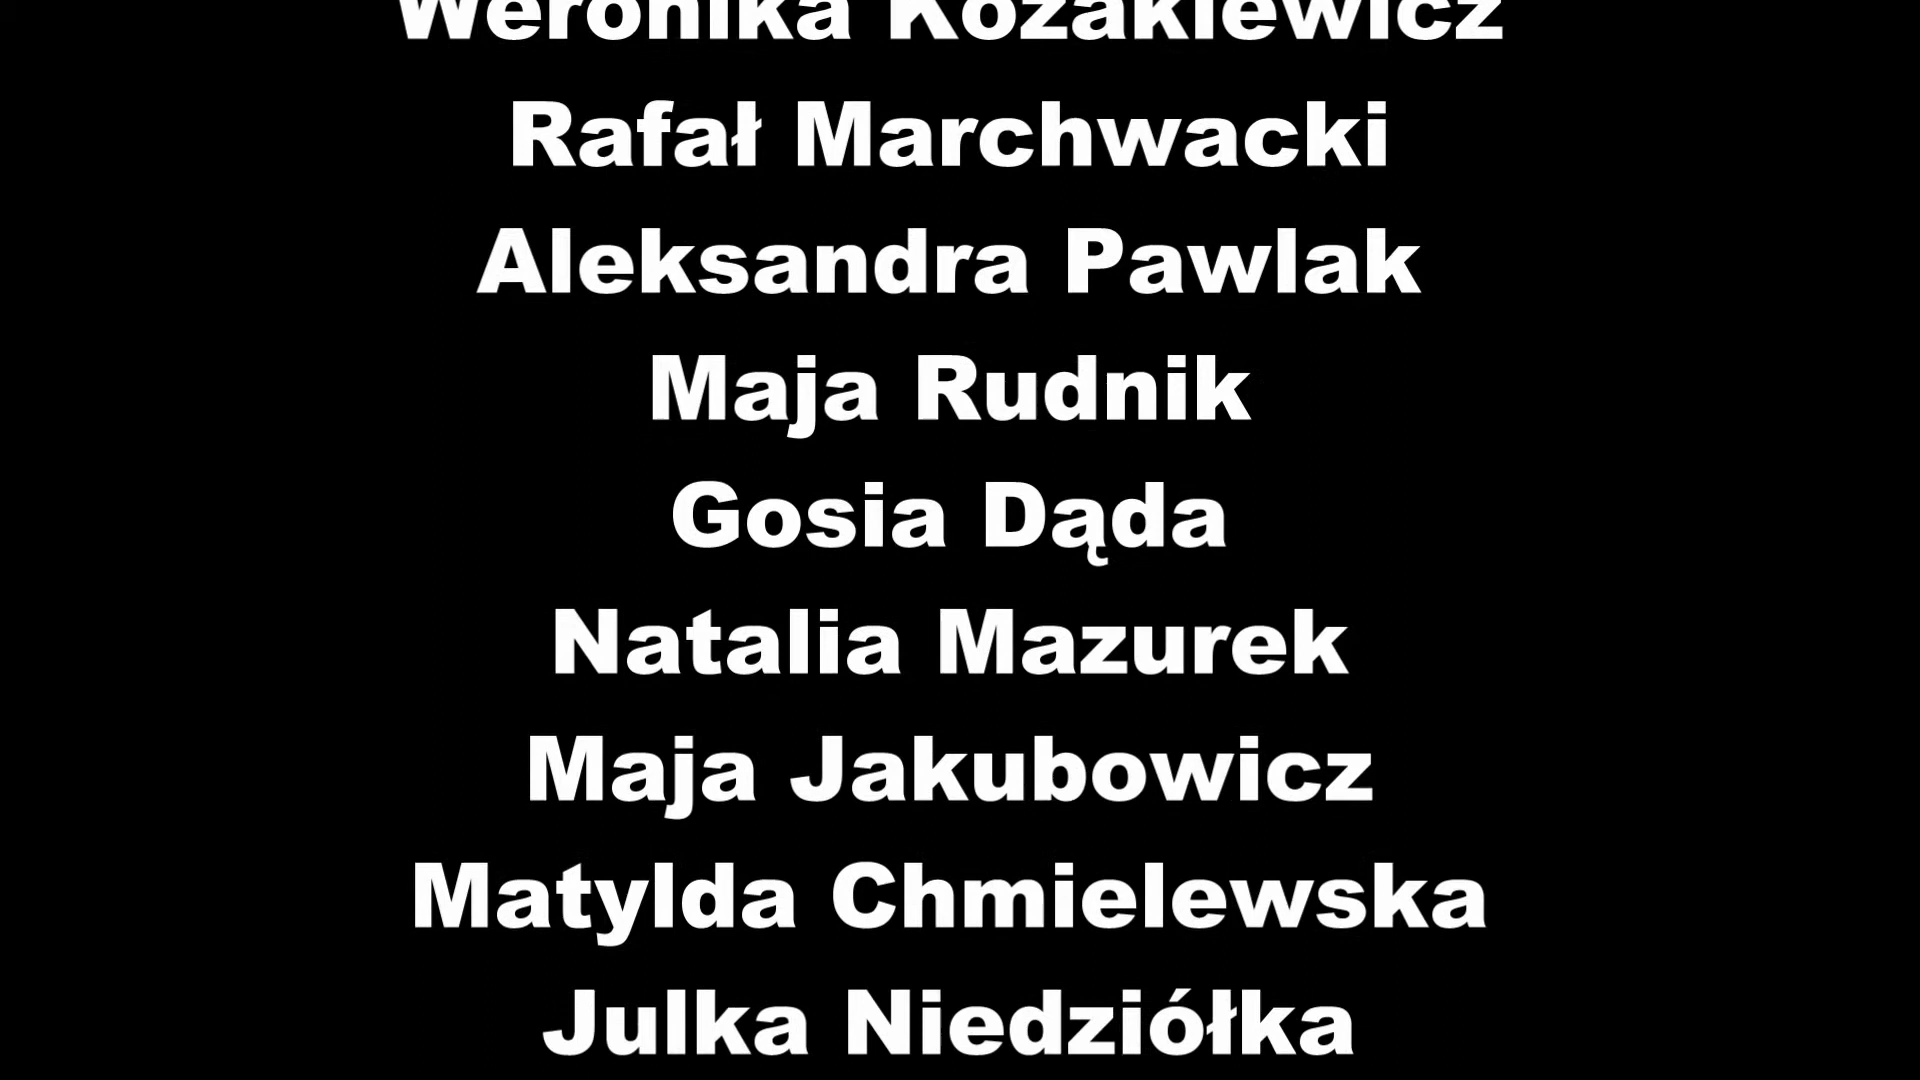 Weronika Kozakiewicz
Rafał Marchwacki
Aleksandra Pawlak
Maja Rudnik
Gosia Dąda
Natalia Mazurek
Maja Jakubowicz
Matylda Chmielewska
Julka Niedziółka